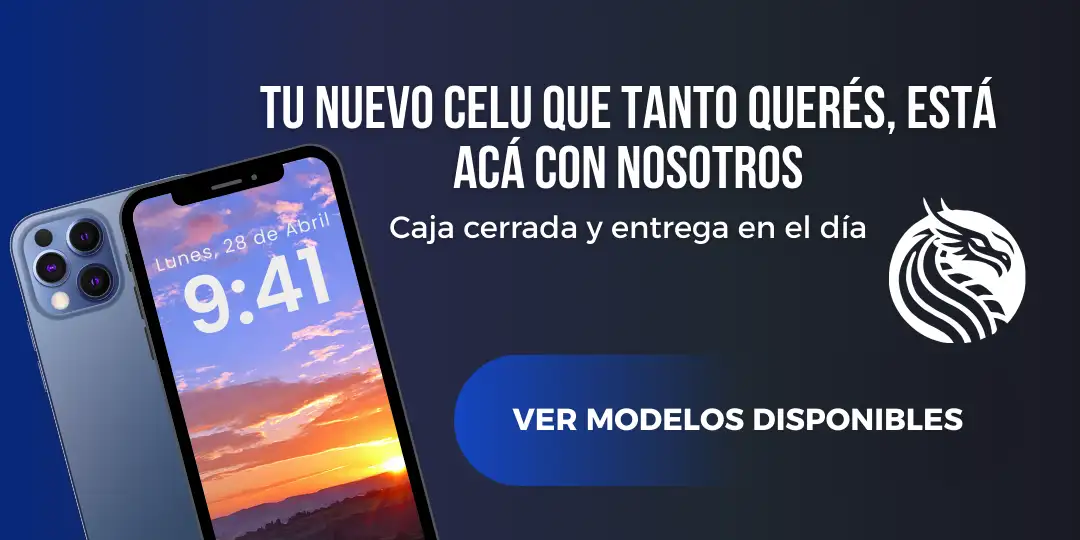 TU NUEVO CELU QUE TANTO QUERÉS, ESTÁ
ACÁ CON NOSOTROS
Caja cerrada y entrega en el día
Lunes, 28 de Abril
9:41
VER MODELOS DISPONIBLES